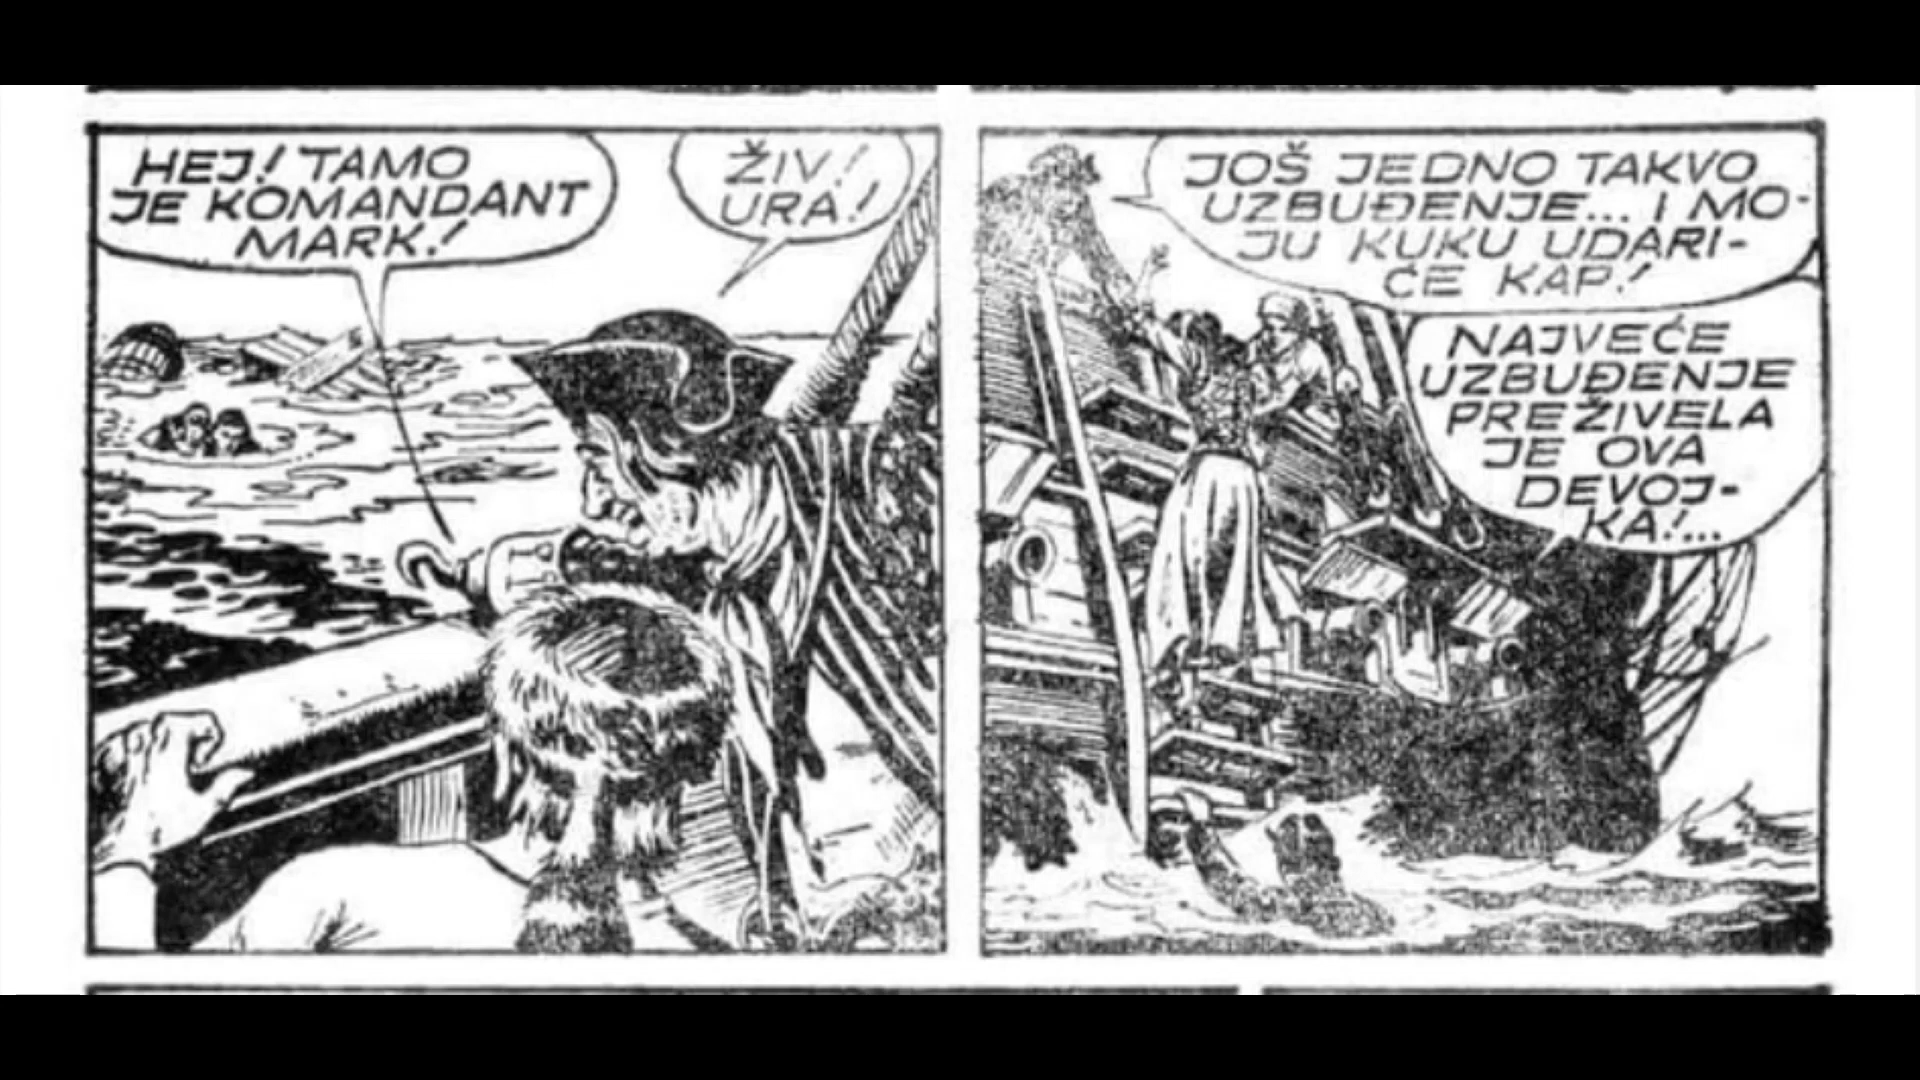 HEJ! TAMO
JE KOMANDANT
MARK!
ŽIV!
URA!
JOŠ JEDNO TAKVO
UZBUĐENJE... I MO-
JU KUKU UDARI-
ĆE KAP!
NAJVEĆE
UZBUĐENJE
PREŽIVELA
JE OVA
DEVOJ-
KA!...